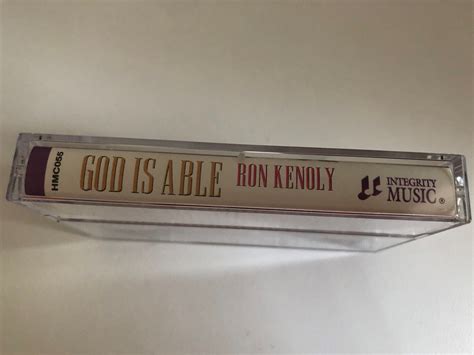 HMC055
GOD IS ABLE RON KENOLY
INTEGRITY
MUSIC®